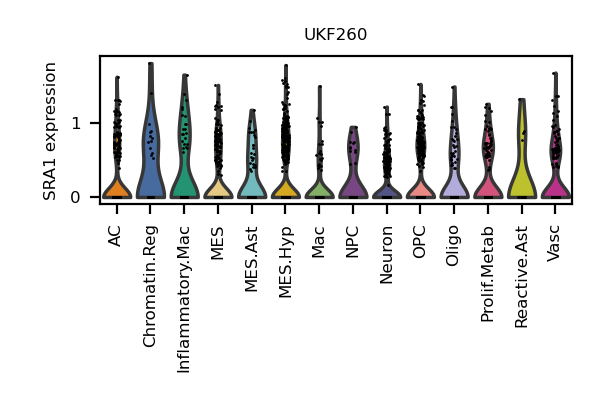 UKF260
SRA1 expression
1
0
AC
Chromatin.Reg
Inflammatory.Mac
MES
MES.Ast
MES.Hyp
Mac
NPC
Neuron
OPC
Oligo
Prolif.Metab
Reactive.Ast
Vasc